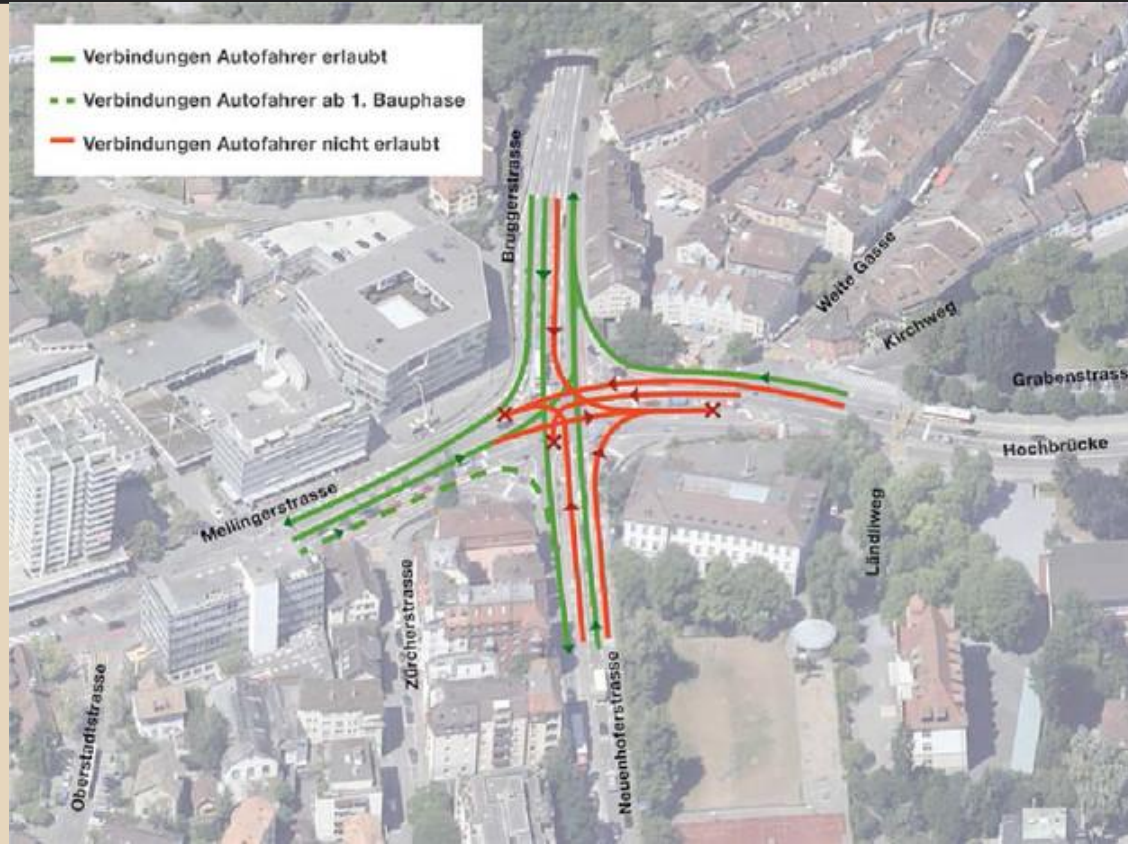 Verbindungen Autofahrer erlaubt
Verbindungen Autofahrer ab 1. Bauphase
Verbindungen Autofahrer nicht erlaubt
Bruggerstrasse
Weite Gasse
Kirchweg
Grabenstrass
Hochbrücke
Mellingerstrasse
Ländliweg
Zürcherstrasse
Neuenhoferstrasse
Oberstadtstrasse